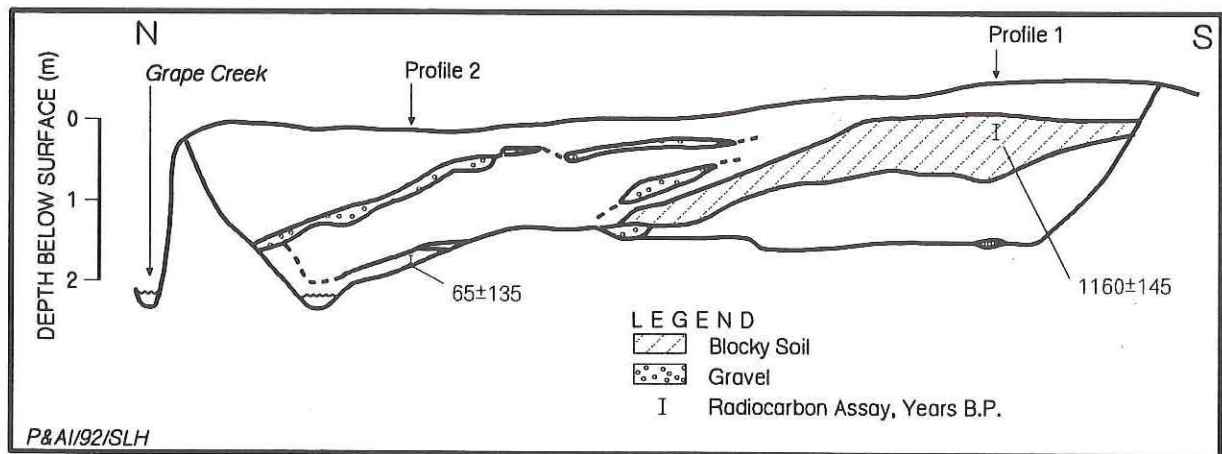 N
S
Profile 1
Grape Creek
Profile 2
DEPTH BELOW SURFACE (m)
0
1
2
65±135
1160±145
LEGEND
Blocky Soil
Gravel
I Radiocarbon Assay, Years B.P.
P&AI/92/SLH